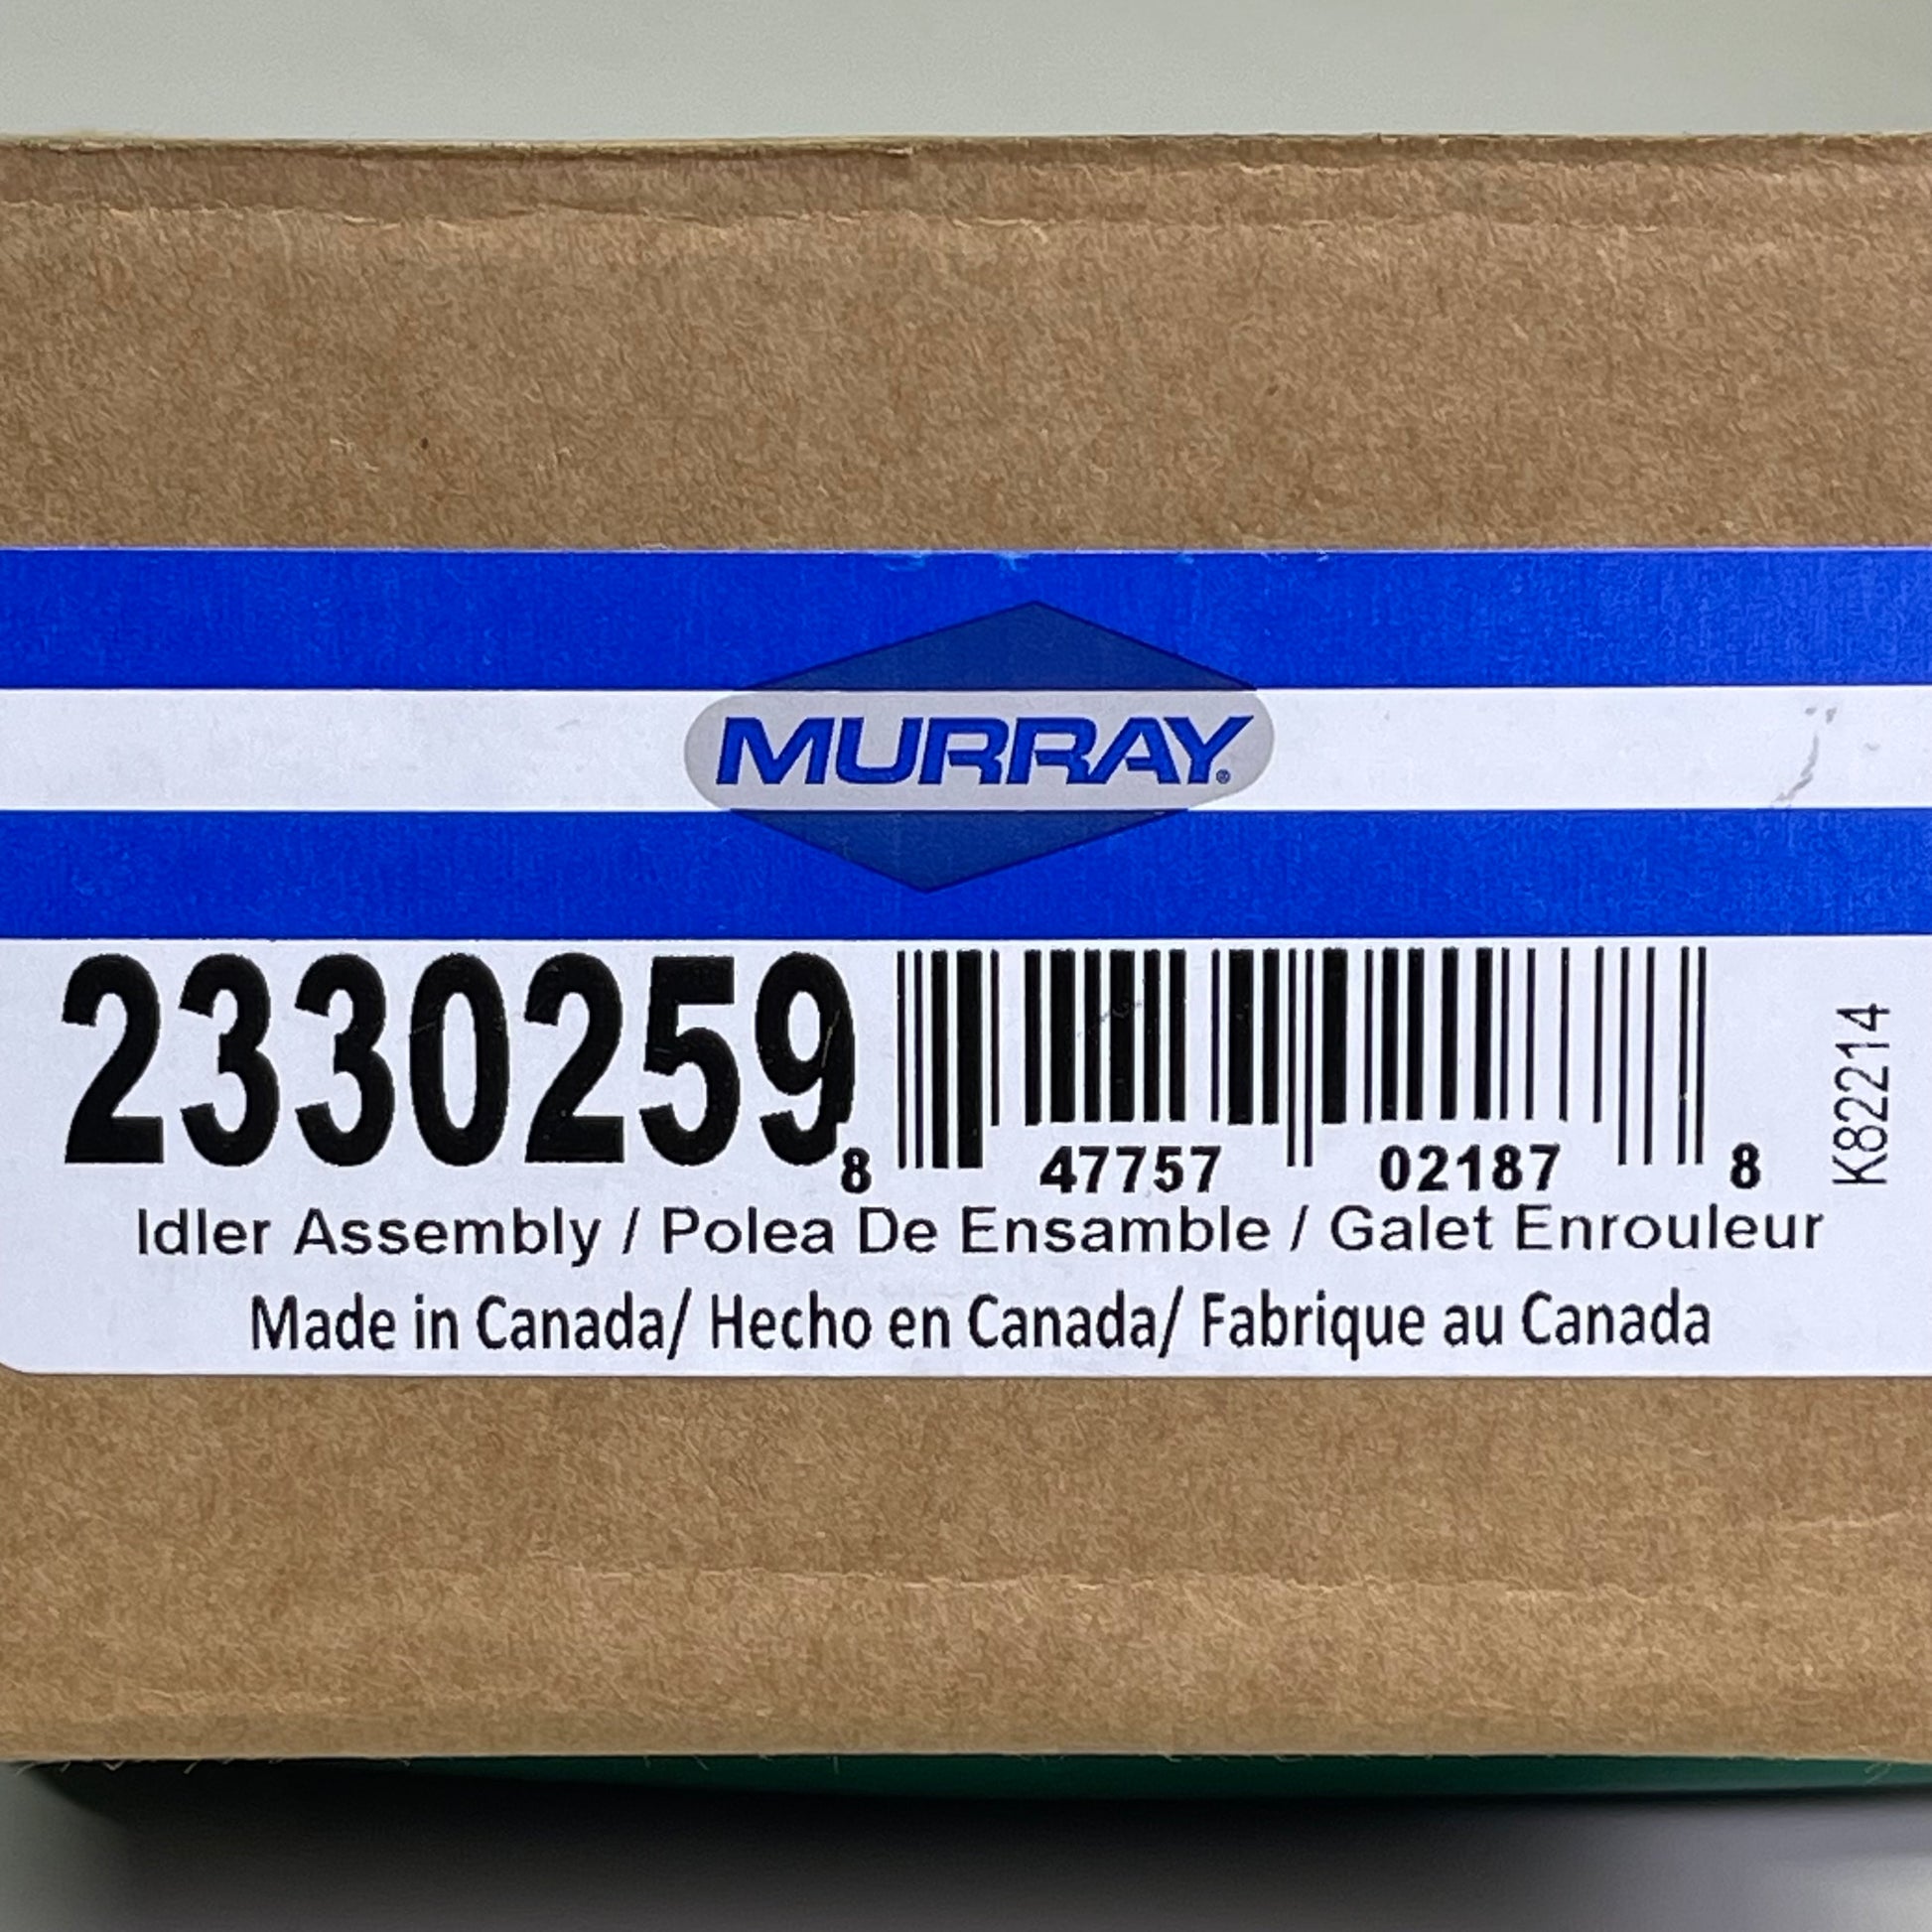 MURRAY®
2330259
8 47757 02187 8
K82214
Idler Assembly / Polea De Ensamble / Galet Enrouleur
Made in Canada/ Hecho en Canada/ Fabrique au Canada